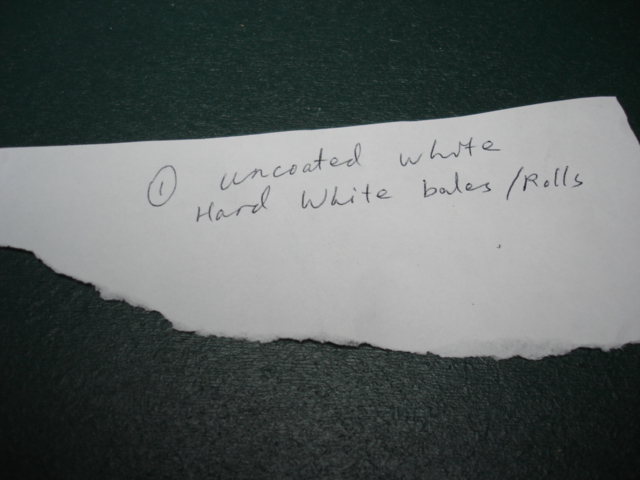 ① uncoated white
Hard White bales / Rolls